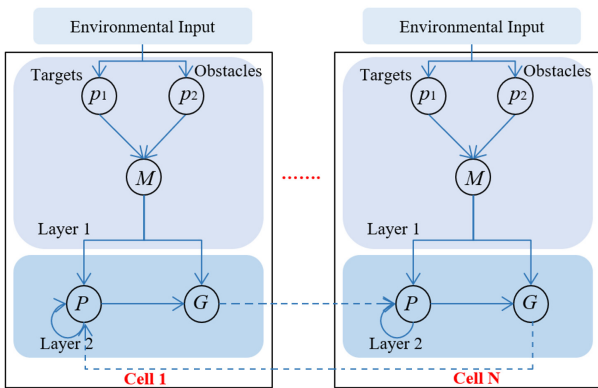 Environmental Input
Targets
Obstacles
p1
p2
M
Layer 1
P
G
Layer 2
Cell 1
.......
Environmental Input
Targets
Obstacles
p1
p2
M
Layer 1
P
G
Layer 2
Cell N